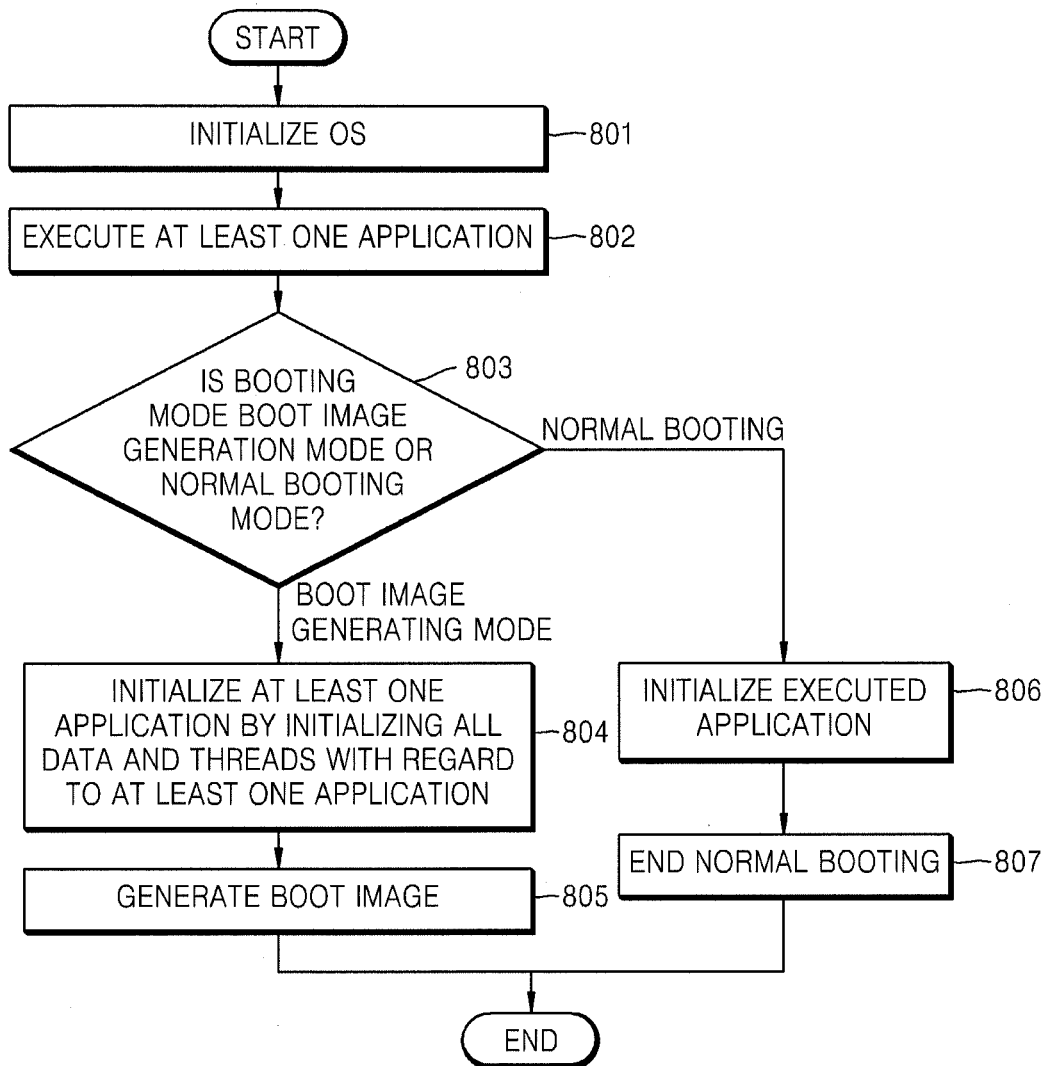 START
INITIALIZE OS
801
EXECUTE AT LEAST ONE APPLICATION
802
803
IS BOOTING
MODE BOOT IMAGE
GENERATION MODE OR
NORMAL BOOTING
MODE?
NORMAL BOOTING
BOOT IMAGE
GENERATING MODE
INITIALIZE AT LEAST ONE
APPLICATION BY INITIALIZING ALL
DATA AND THREADS WITH REGARD
TO AT LEAST ONE APPLICATION
804
INITIALIZE EXECUTED
APPLICATION
806
GENERATE BOOT IMAGE
805
END NORMAL BOOTING
807
END